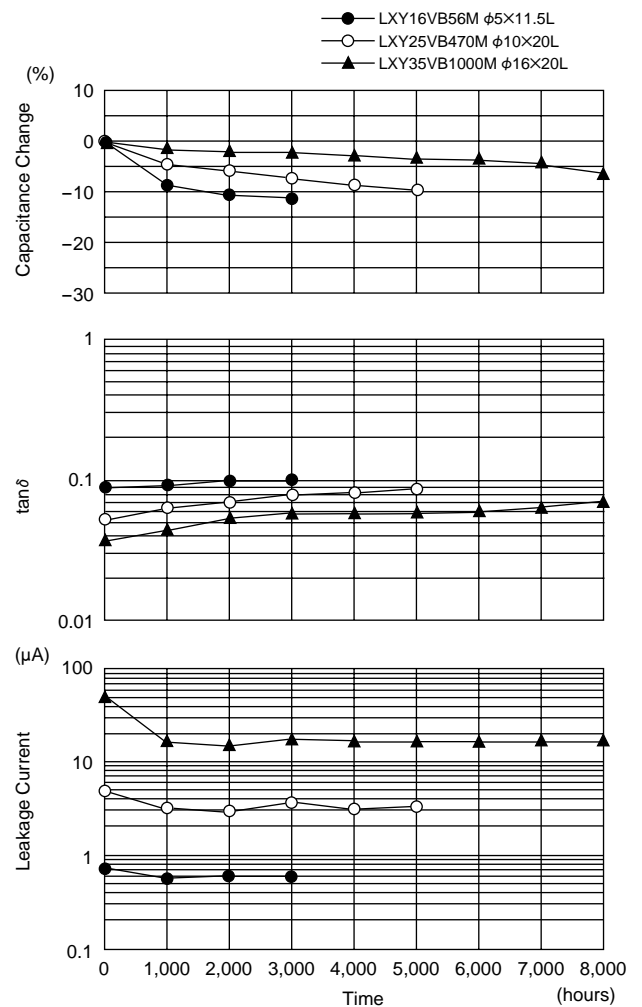 LXY16VB56M φ5×11.5L
LXY25VB470M φ10×20L
LXY35VB1000M φ16×20L
(%)
10
0
−10
−20
−30
Capacitance Change
1
0.1
0.01
tanδ
(μA)
100
10
1
0.1
Leakage Current
0 1,000 2,000 3,000 4,000 5,000 6,000 7,000 8,000
Time (hours)